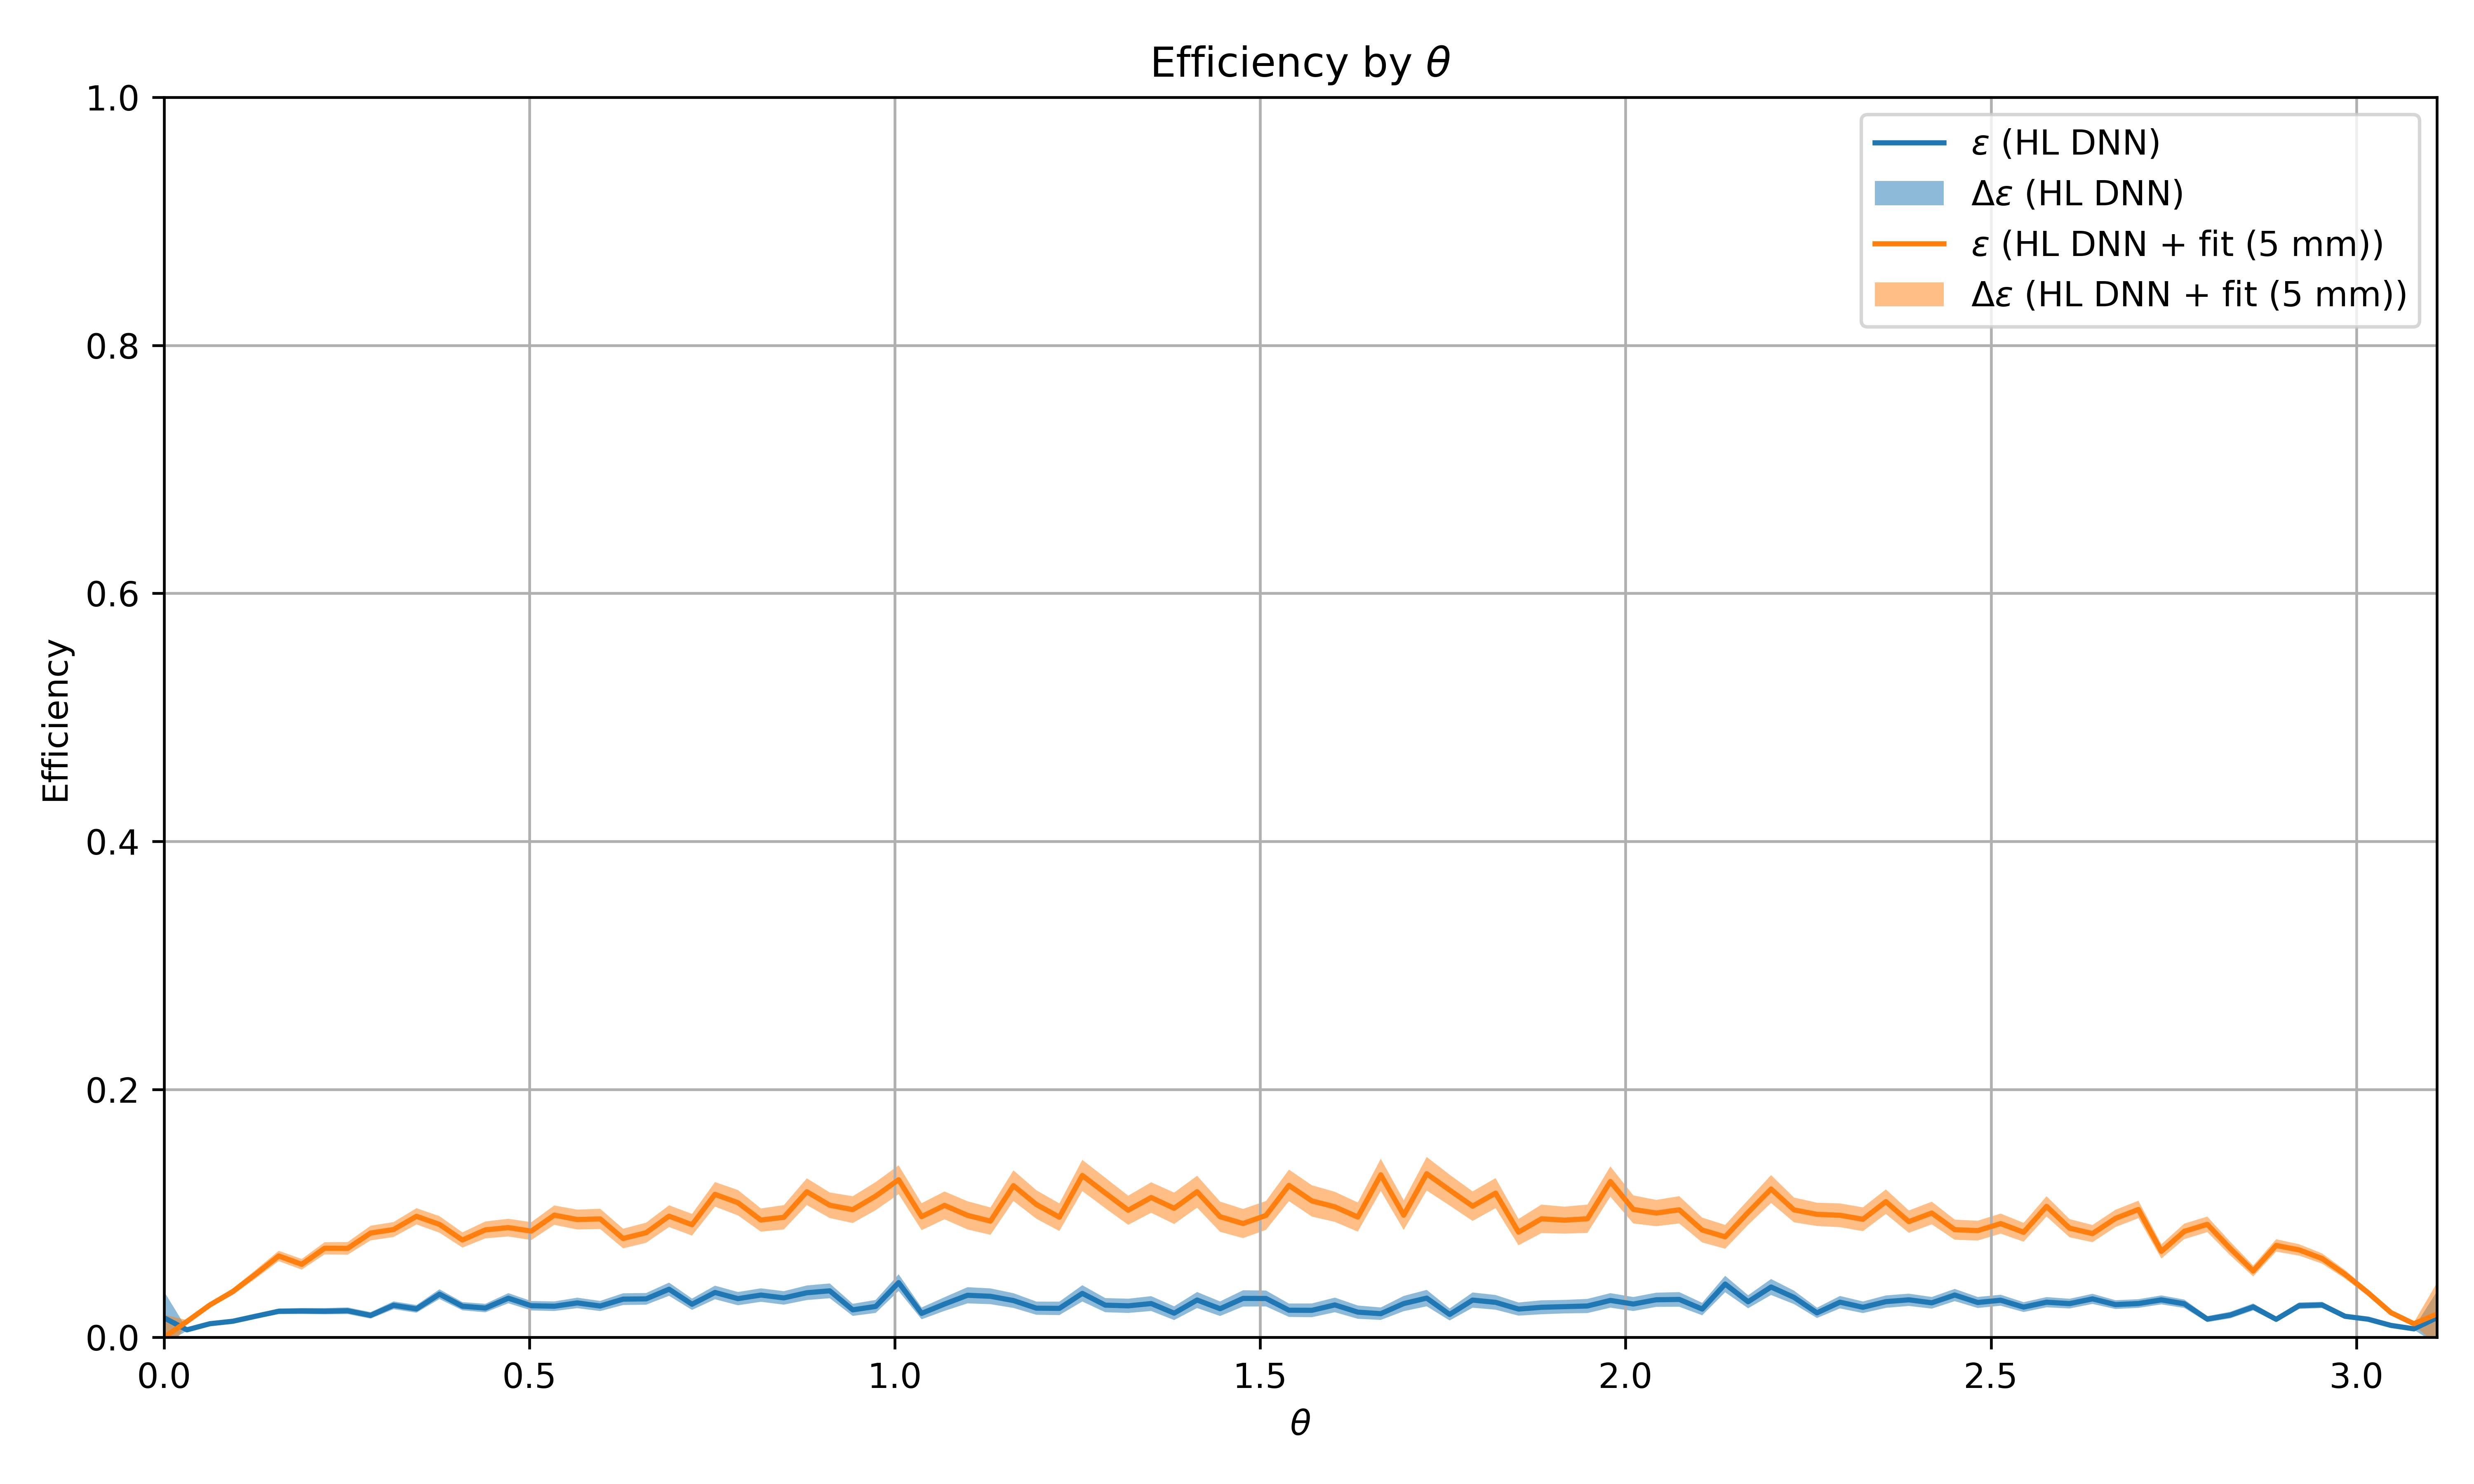 Efficiency by θ
1.0
0.8
0.6
0.4
0.2
0.0
Efficiency
ε (HL DNN)
Δε (HL DNN)
ε (HL DNN + fit (5 mm))
Δε (HL DNN + fit (5 mm))
0.0 0.5 1.0 1.5 2.0 2.5 3.0
θ